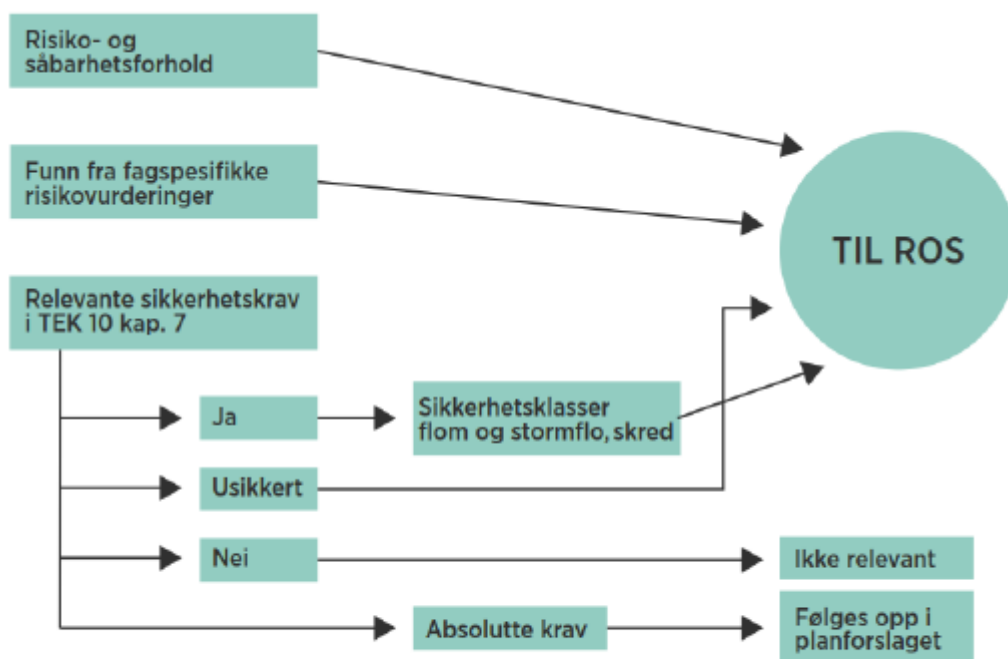 Risiko- og
såbarhetsforhold
Funn fra fagspesifikke
risikovurderinger
TIL ROS
Relevante sikkerhetskrav
i TEK 10 kap. 7
Ja
Sikkerhetsklasser
flom og stormflo, skred
Usikkert
Nei
Ikke relevant
Absolutte krav
Følges opp i
planforslaget